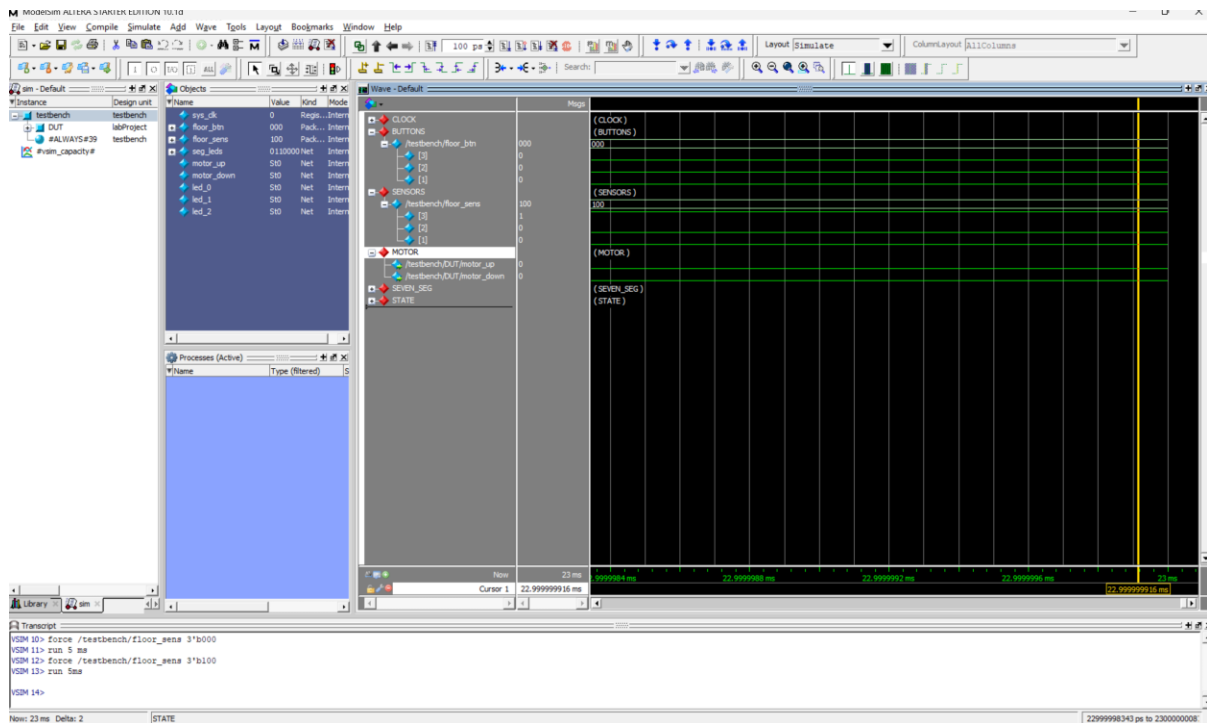 ModelSim ALTERA STARTER EDITION 10.1d
File Edit View Compile Simulate Add Wave Tools Layout Bookmarks Window Help
100 ps
Layout Simulate
ColumnLayout AllColumns
Search:
sim - Default
Instance Design unit
testbench testbench
DUT labProject
#ALWAYS#39 testbench
#vsim_capacity#
Library
sim
Objects
Name Value Kind Mode
sys_clk 0 Regis... Intern
floor_btn 000 Pack... Intern
floor_sens 100 Pack... Intern
seg_leds 0110000 Net Intern
motor_up St0 Net Intern
motor_down St0 Net Intern
led_0 St0 Net Intern
led_1 St0 Net Intern
led_2 St0 Net Intern
Processes (Active)
Name Type (filtered) S
Wave - Default
Msgs
CLOCK (CLOCK)
BUTTONS (BUTTONS)
/testbench/floor_btn 000 000
[3] 0
[2] 0
[1] 0
SENSORS (SENSORS)
/testbench/floor_sens 100 100
[3] 1
[2] 0
[1] 0
MOTOR (MOTOR)
/testbench/DUT/motor_up 0
/testbench/DUT/motor_down 0
SEVEN_SEG (SEVEN_SEG)
STATE (STATE)
Now 23 ms .9999984 ms 22.9999988 ms 22.9999992 ms 22.9999996 ms 23 ms
Cursor 1 22.999999916 ms 22.999999916 ms
Transcript
VSIM 10> force /testbench/floor_sens 3'b000
VSIM 11> run 5 ms
VSIM 12> force /testbench/floor_sens 3'b100
VSIM 13> run 5ms
VSIM 14>
Now: 23 ms Delta: 2 STATE